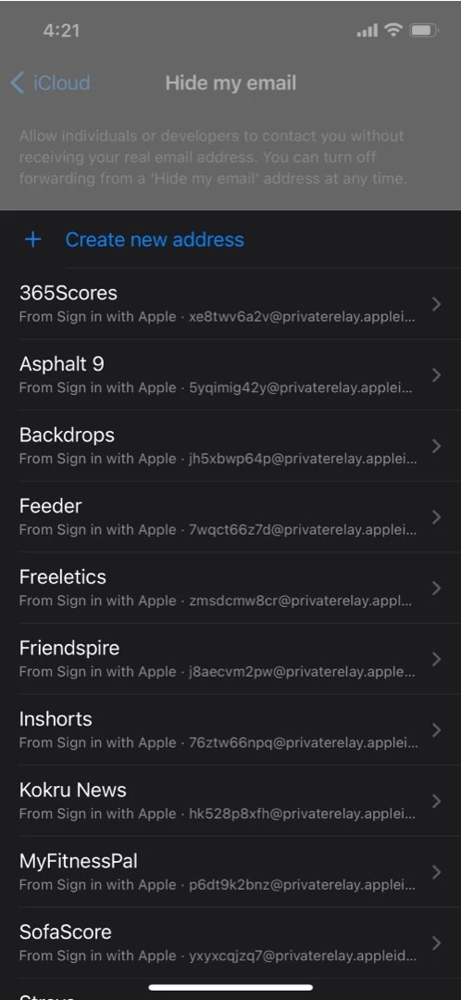 4:21
iCloud
Hide my email
Allow individuals or developers to contact you without
receiving your real email address. You can turn off
forwarding from a 'Hide my email' address at any time.
+ Create new address
365Scores
From Sign in with Apple · xe8twv6a2v@privaterelay.applei...
Asphalt 9
From Sign in with Apple · 5yqimig42y@privaterelay.applei...
Backdrops
From Sign in with Apple · jh5xbwp64p@privaterelay.applei...
Feeder
From Sign in with Apple · 7wqct66z7d@privaterelay.applei...
Freeletics
From Sign in with Apple · zmsdcmw8cr@privaterelay.appl...
Friendspire
From Sign in with Apple · j8aecvm2pw@privaterelay.apple...
Inshorts
From Sign in with Apple · 76ztw66npq@privaterelay.applei...
Kokru News
From Sign in with Apple · hk528p8xfh@privaterelay.applei...
MyFitnessPal
From Sign in with Apple · p6dt9k2bnz@privaterelay.applei...
SofaScore
From Sign in with Apple · yxyxcqjzq7@privaterelay.appleid...